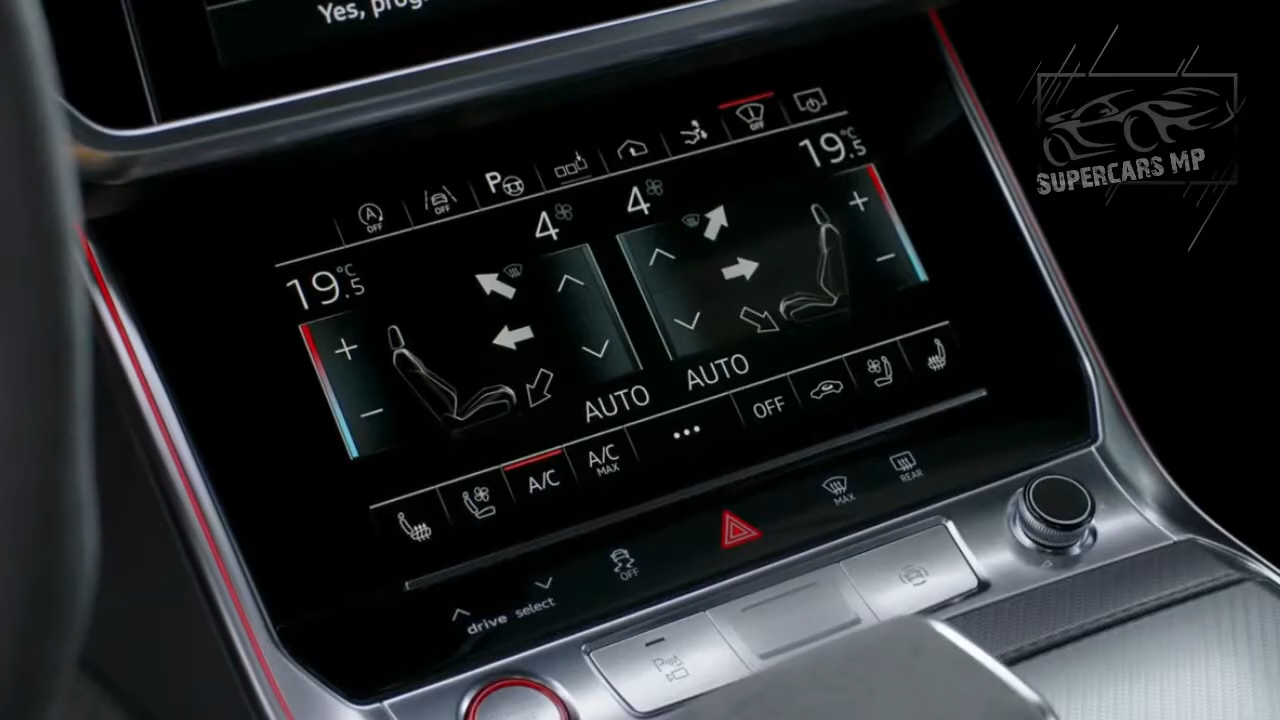 Yes, prog
SUPERCARS MP
OFF
OFF
P
OFF
19.5 °C
4
4
19.5 °C
+
−
+
−
AUTO
AUTO
A/C
A/C
MAX
•••
OFF
OFF
MAX
REAR
drive select